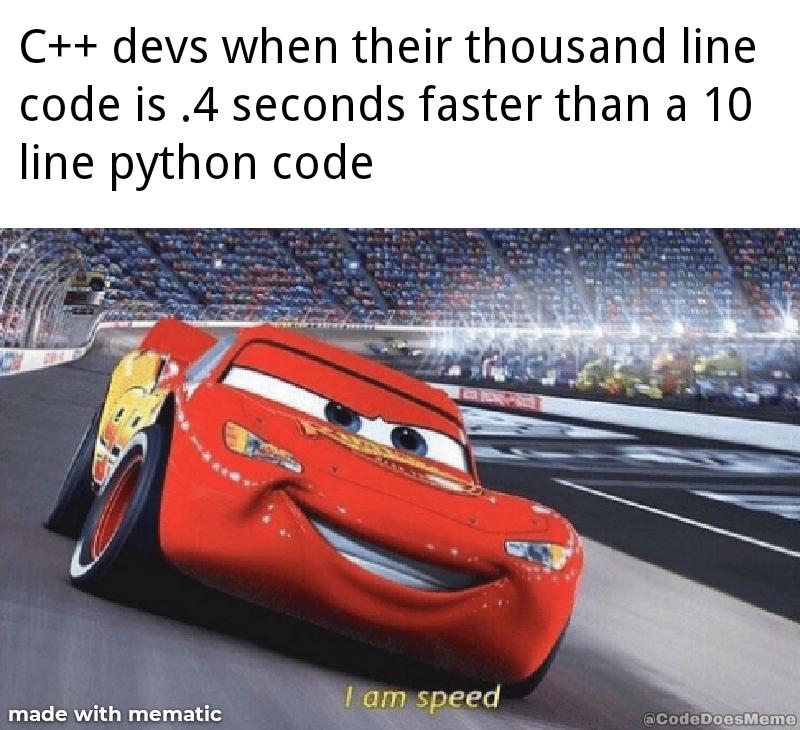 C++ devs when their thousand line
code is .4 seconds faster than a 10
line python code
I am speed
made with mematic
@CodeDoesMeme